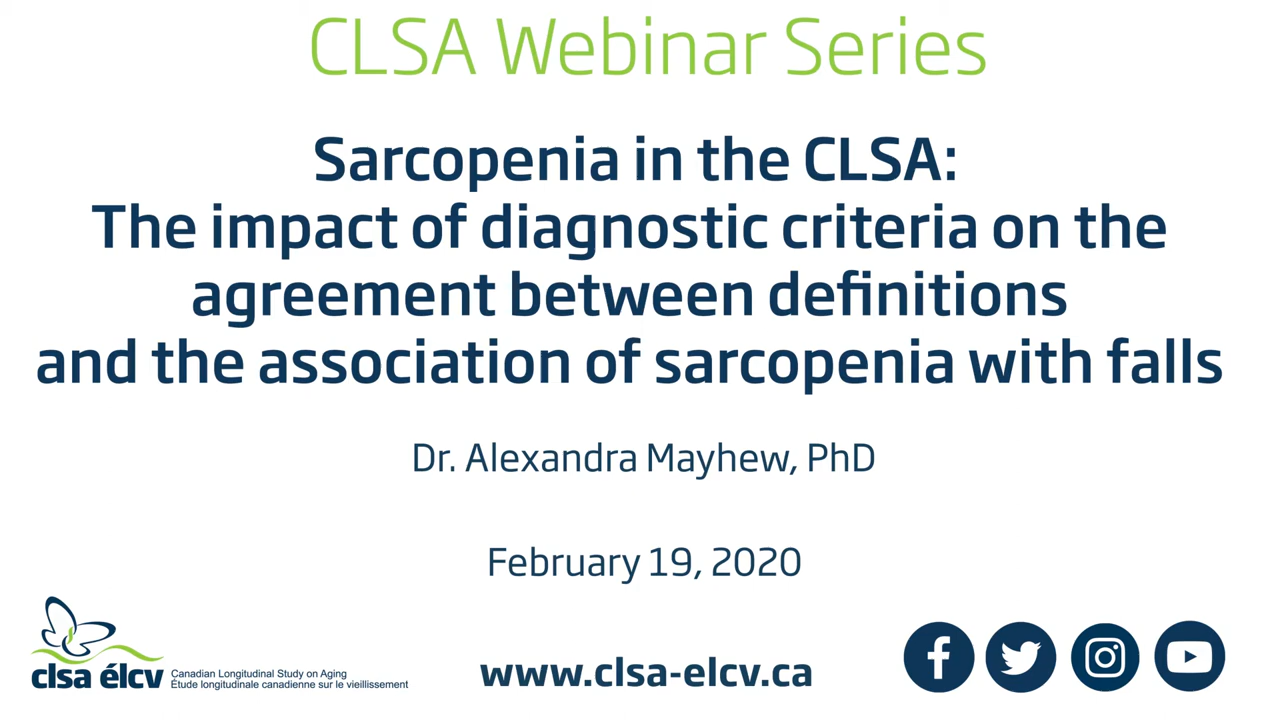 CLSA Webinar Series
Sarcopenia in the CLSA:
The impact of diagnostic criteria on the
agreement between definitions
and the association of sarcopenia with falls
Dr. Alexandra Mayhew, PhD
February 19, 2020
clsa élcv
Canadian Longitudinal Study on Aging
Étude longitudinale canadienne sur le vieillissement
www.clsa-elcv.ca